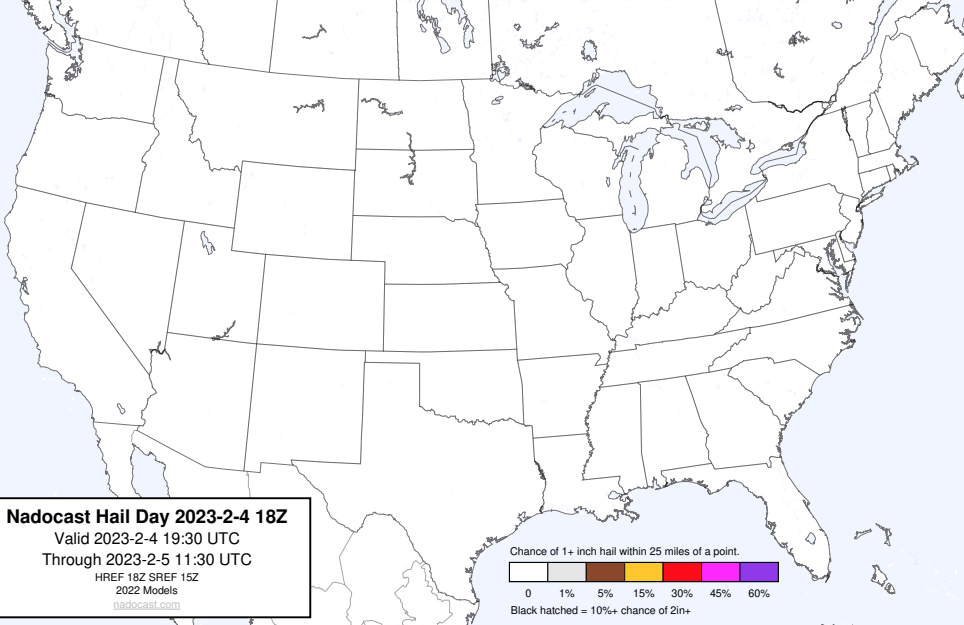 Nadocast Hail Day 2023-2-4 18Z
Valid 2023-2-4 19:30 UTC
Through 2023-2-5 11:30 UTC
HREF 18Z SREF 15Z
2022 Models
nadocast.com
Chance of 1+ inch hail within 25 miles of a point.
0 1% 5% 15% 30% 45% 60%
Black hatched = 10%+ chance of 2in+